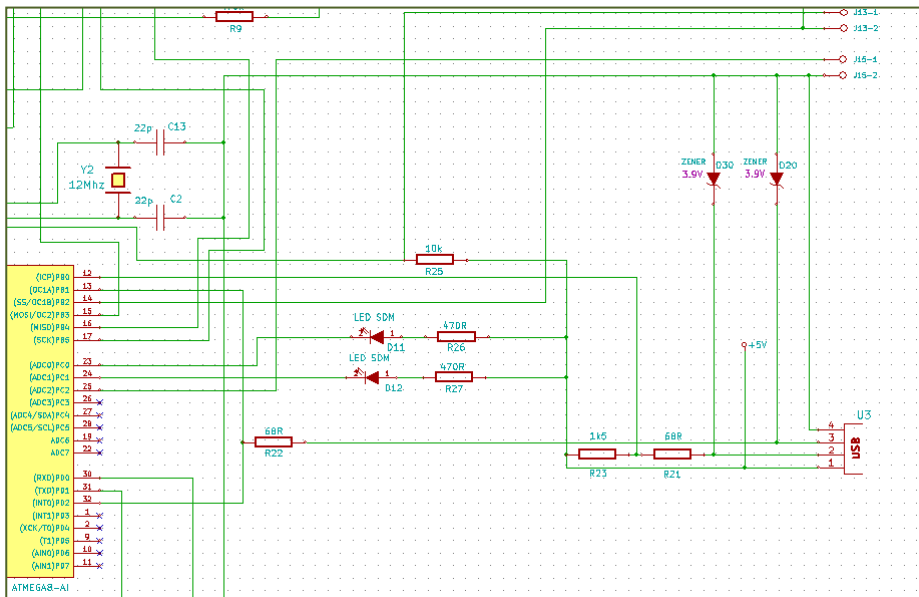 R9
J13-1
J13-2
J15-1
J15-2
22p C13
Y2
12Mhz
22p C2
ZENER D30
3.9V
ZENER D20
3.9V
10k
R25
(ICP)PB0 12
(OC1A)PB1 13
(SS/OC1B)PB2 14
(MOSI/OC2)PB3 15
(MISO)PB4 16
(SCK)PB5 17
(ADC0)PC0 23
(ADC1)PC1 24
(ADC2)PC2 25
(ADC3)PC3 26
(ADC4/SDA)PC4 27
(ADC5/SCL)PC5 28
ADC6 19
ADC7 22
(RXD)PD0 30
(TXD)PD1 31
(INT0)PD2 32
(INT1)PD3 1
(XCK/T0)PD4 2
(T1)PD5 9
(AIN0)PD6 10
(AIN1)PD7 11
ATMEGA8-AI
LED SDM
2 1
D11
470R
R26
LED SDM
2 1
D12
470R
R27
+5V
68R
R22
1k5
R23
68R
R21
U3
4
3
2
1
USB